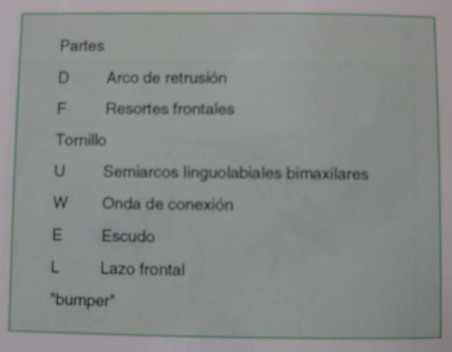 Partes
D Arco de retrusión
F Resortes frontales
Tornillo
U Semiarcos linguolabiales bimaxilares
W Onda de conexión
E Escudo
L Lazo frontal
"bumper"